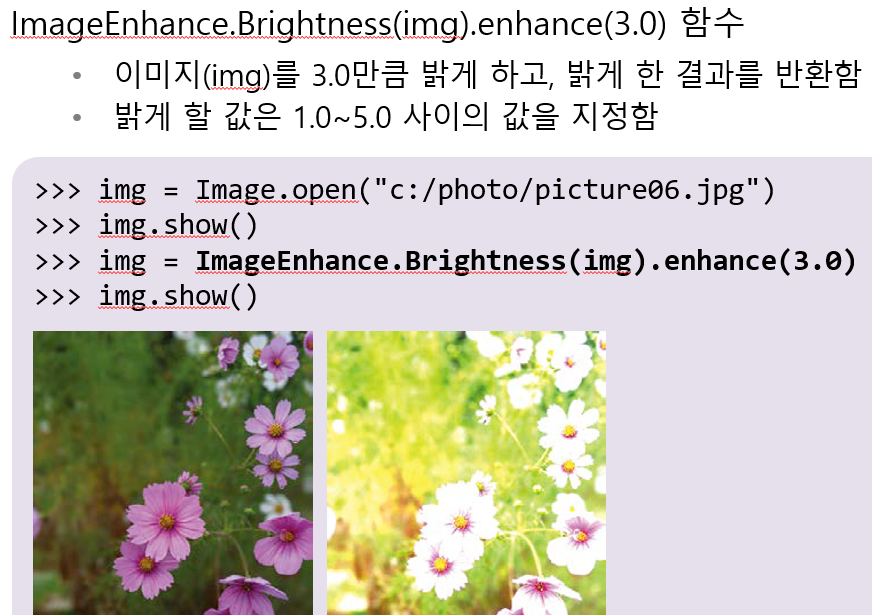 ImageEnhance.Brightness(img).enhance(3.0) 함수
• 이미지(img)를 3.0만큼 밝게 하고, 밝게 한 결과를 반환함
• 밝게 할 값은 1.0~5.0 사이의 값을 지정함
>>> img = Image.open("c:/photo/picture06.jpg")
>>> img.show()
>>> img = ImageEnhance.Brightness(img).enhance(3.0)
>>> img.show()